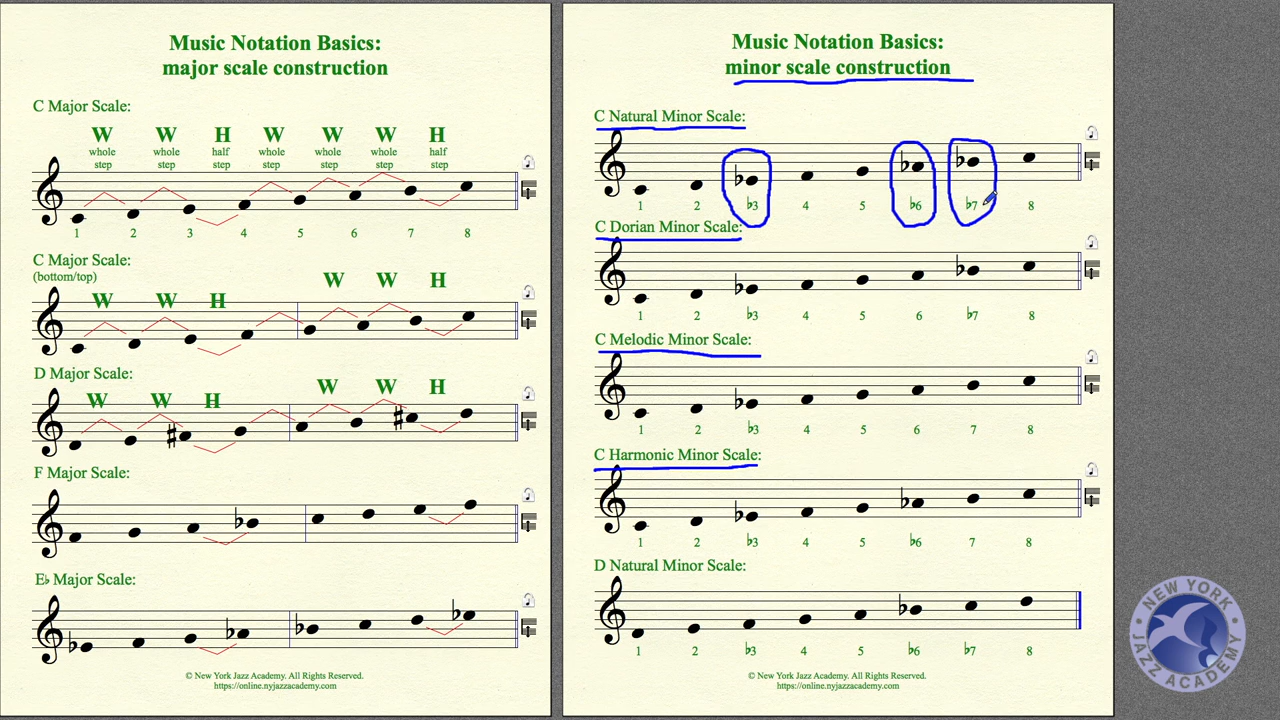 Music Notation Basics:
major scale construction
C Major Scale:
W W H W W W H
whole step whole step half step whole step whole step whole step half step
1 2 3 4 5 6 7 8
C Major Scale:
(bottom/top)
W W H W W H
D Major Scale:
W W H W W H
F Major Scale:
E♭ Major Scale:
© New York Jazz Academy. All Rights Reserved.
https://online.nyjazzacademy.com
Music Notation Basics:
minor scale construction
C Natural Minor Scale:
1 2 ♭3 4 5 ♭6 ♭7 8
C Dorian Minor Scale:
1 2 ♭3 4 5 6 ♭7 8
C Melodic Minor Scale:
1 2 ♭3 4 5 6 7 8
C Harmonic Minor Scale:
1 2 ♭3 4 5 ♭6 7 8
D Natural Minor Scale:
1 2 ♭3 4 5 ♭6 ♭7 8
© New York Jazz Academy. All Rights Reserved.
https://online.nyjazzacademy.com
NEW YORK
JAZZ ACADEMY